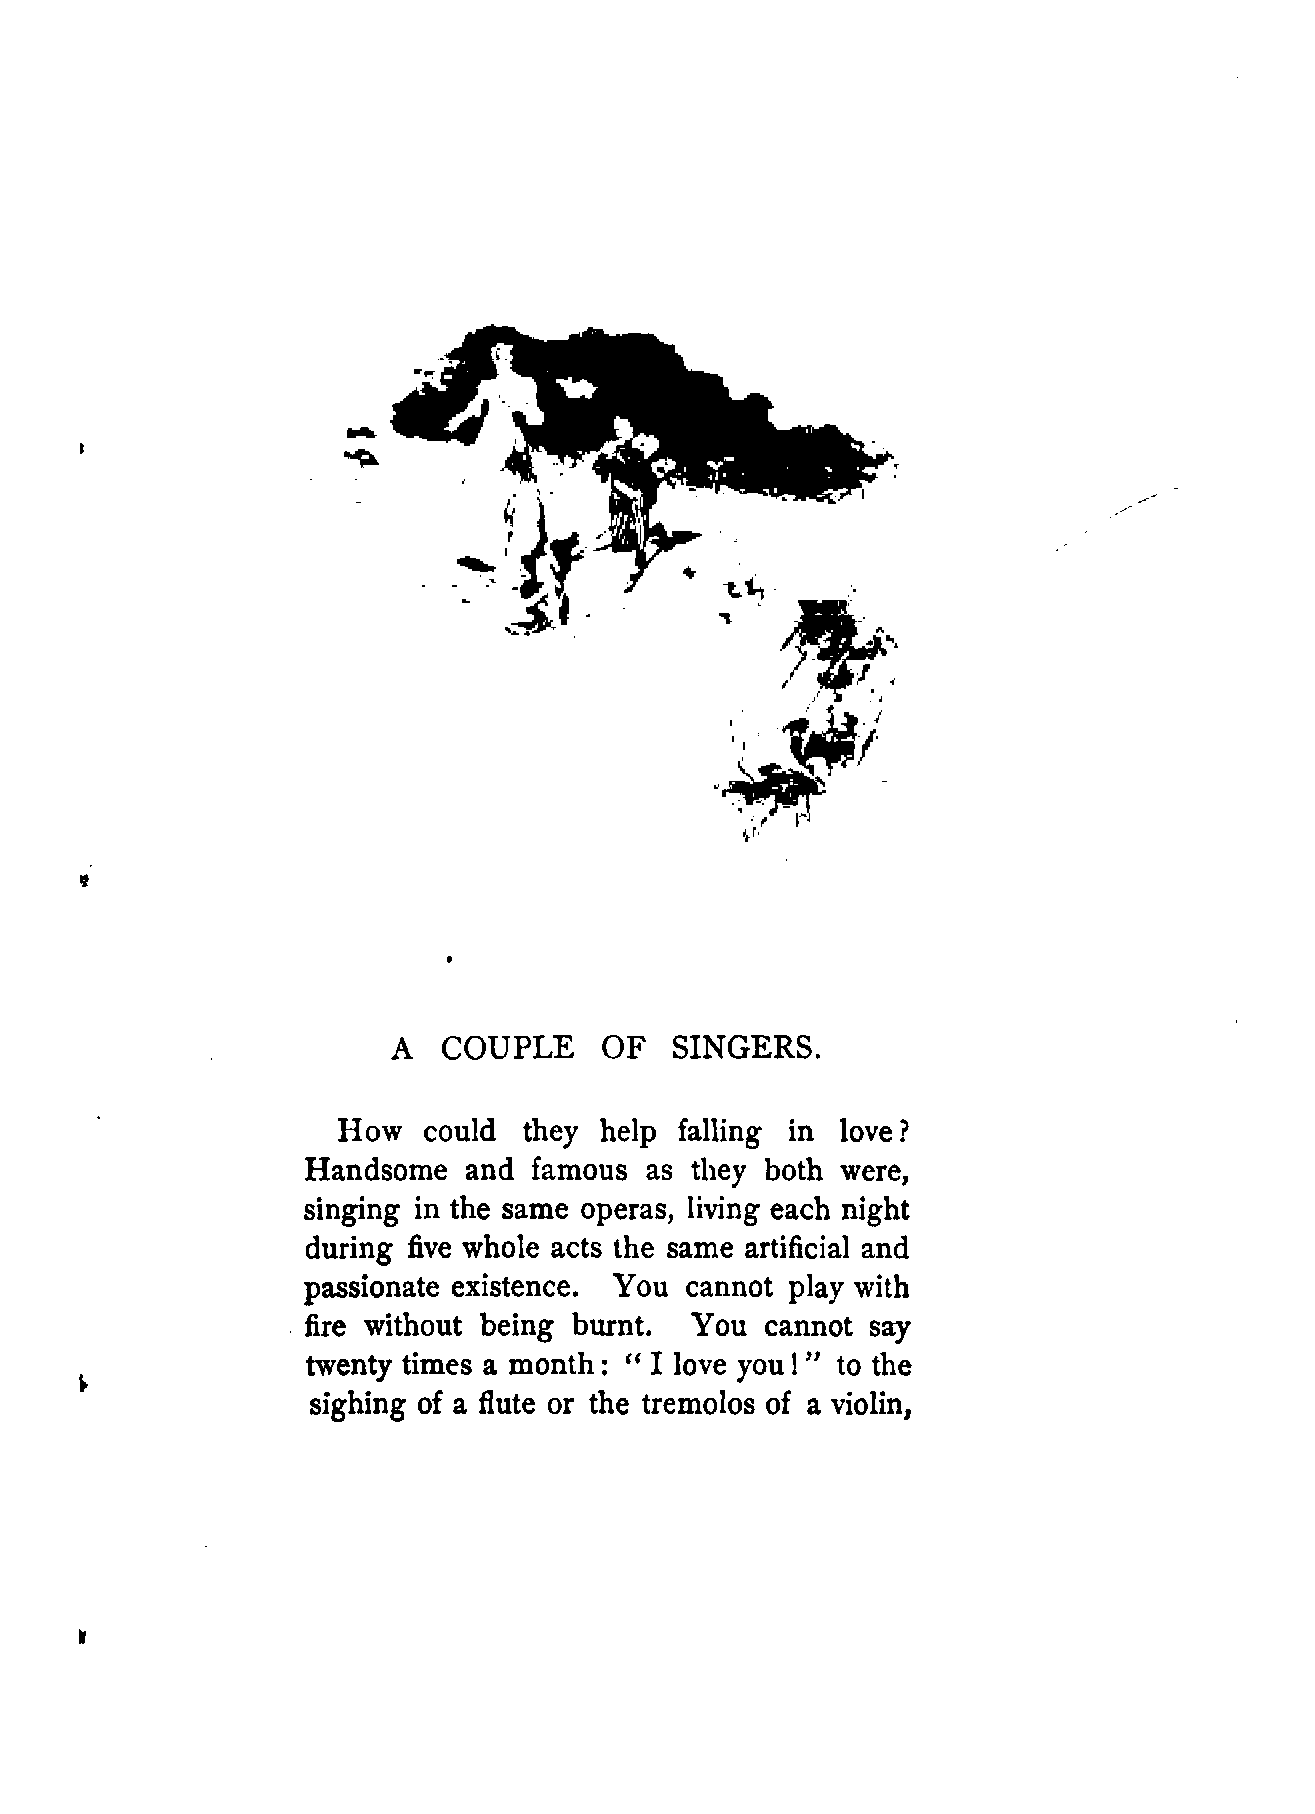 A COUPLE OF SINGERS.
How could they help falling in love?
Handsome and famous as they both were,
singing in the same operas, living each night
during five whole acts the same artificial and
passionate existence. You cannot play with
fire without being burnt. You cannot say
twenty times a month: “I love you!” to the
sighing of a flute or the tremolos of a violin,